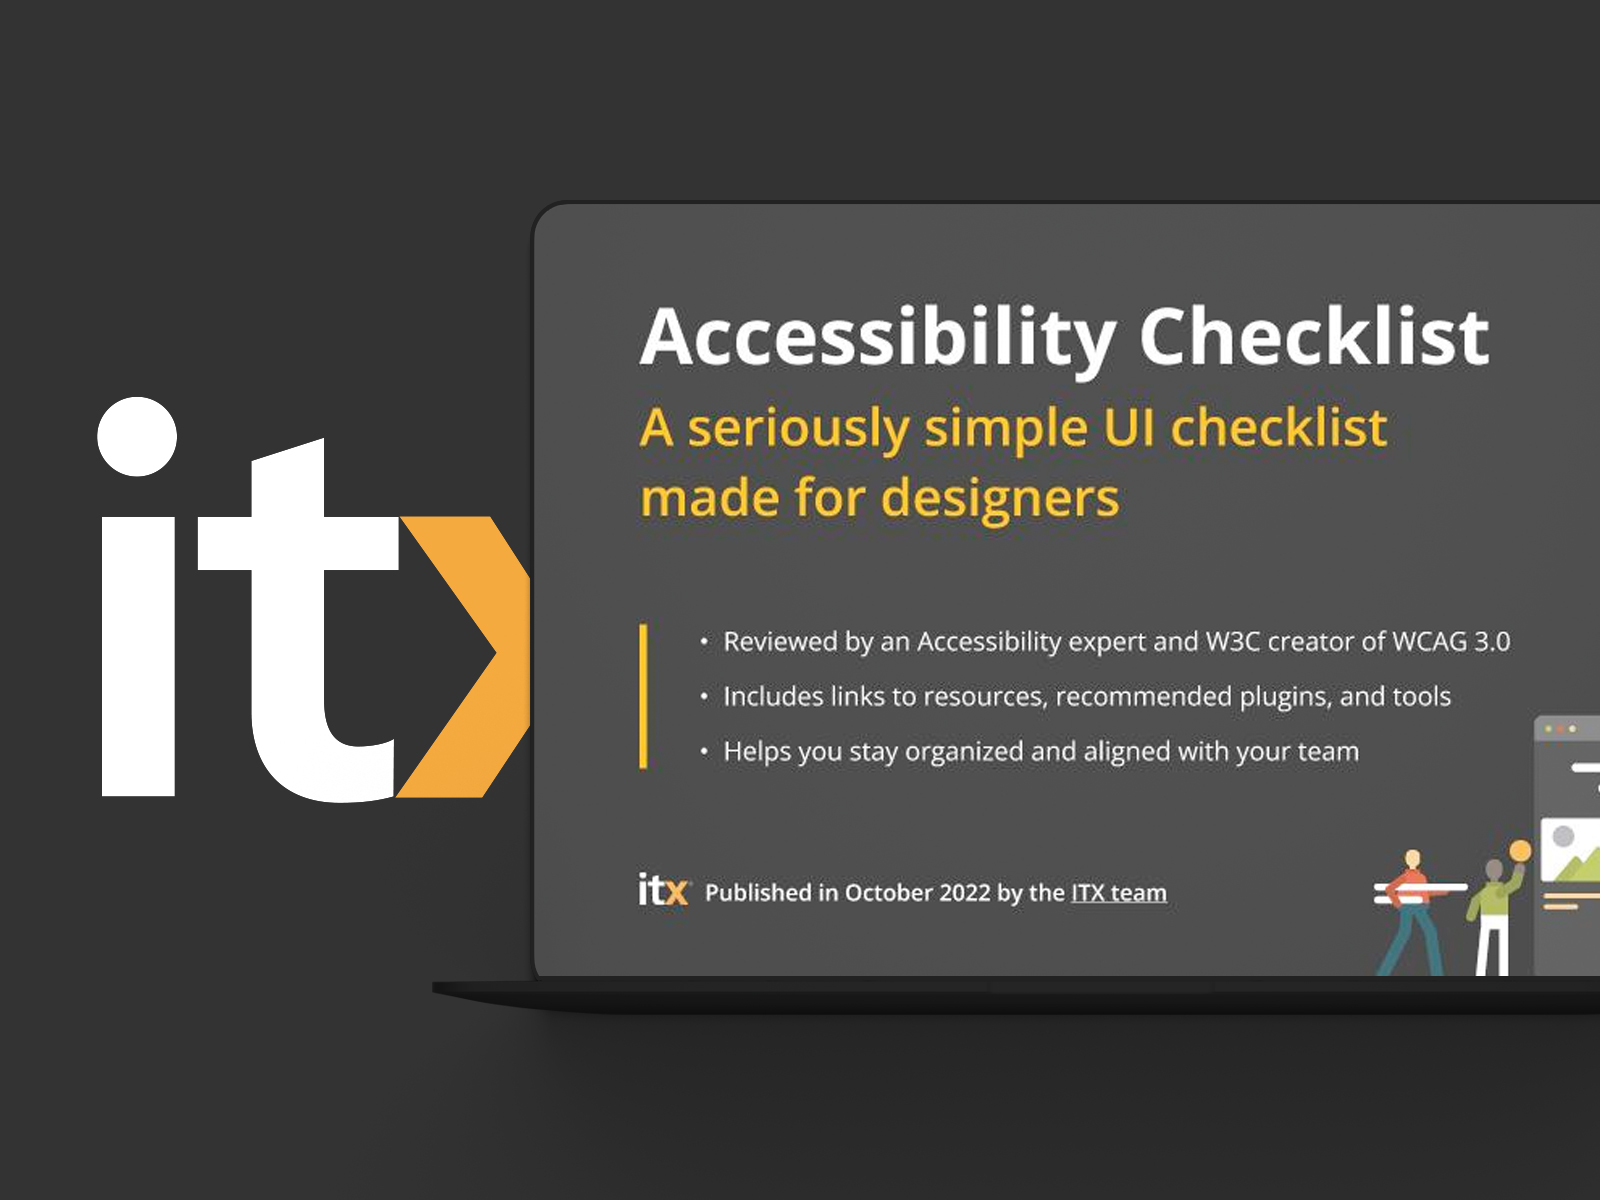 itx
Accessibility Checklist
A seriously simple UI checklist
made for designers
• Reviewed by an Accessibility expert and W3C creator of WCAG 3.0
• Includes links to resources, recommended plugins, and tools
• Helps you stay organized and aligned with your team
itx Published in October 2022 by the ITX team